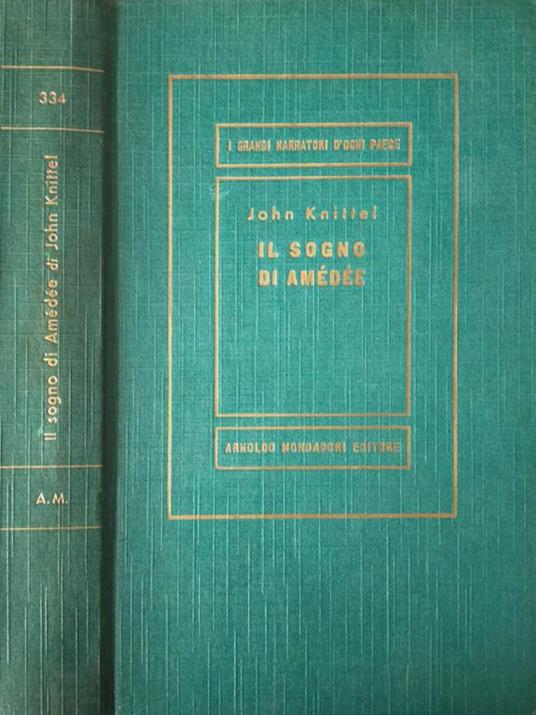 334
Il sogno di Amédée di John Knittel
A.M.
I GRANDI NARRATORI D'OGNI PAESE
John Knittel
IL SOGNO
DI AMÉDÉE
ARNOLDO MONDADORI EDITORE